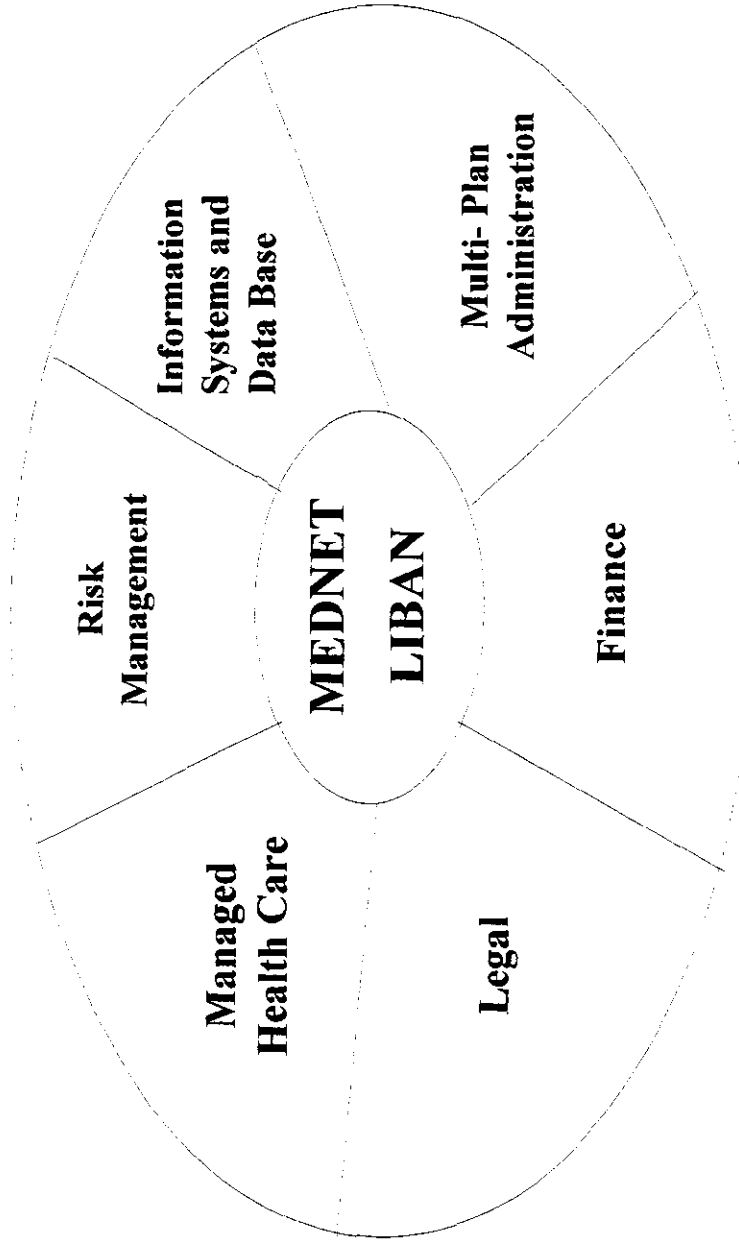 Risk
Management
Information
Systems and
Data Base
Multi- Plan
Administration
Finance
Legal
Managed
Health Care
MEDNET
LIBAN